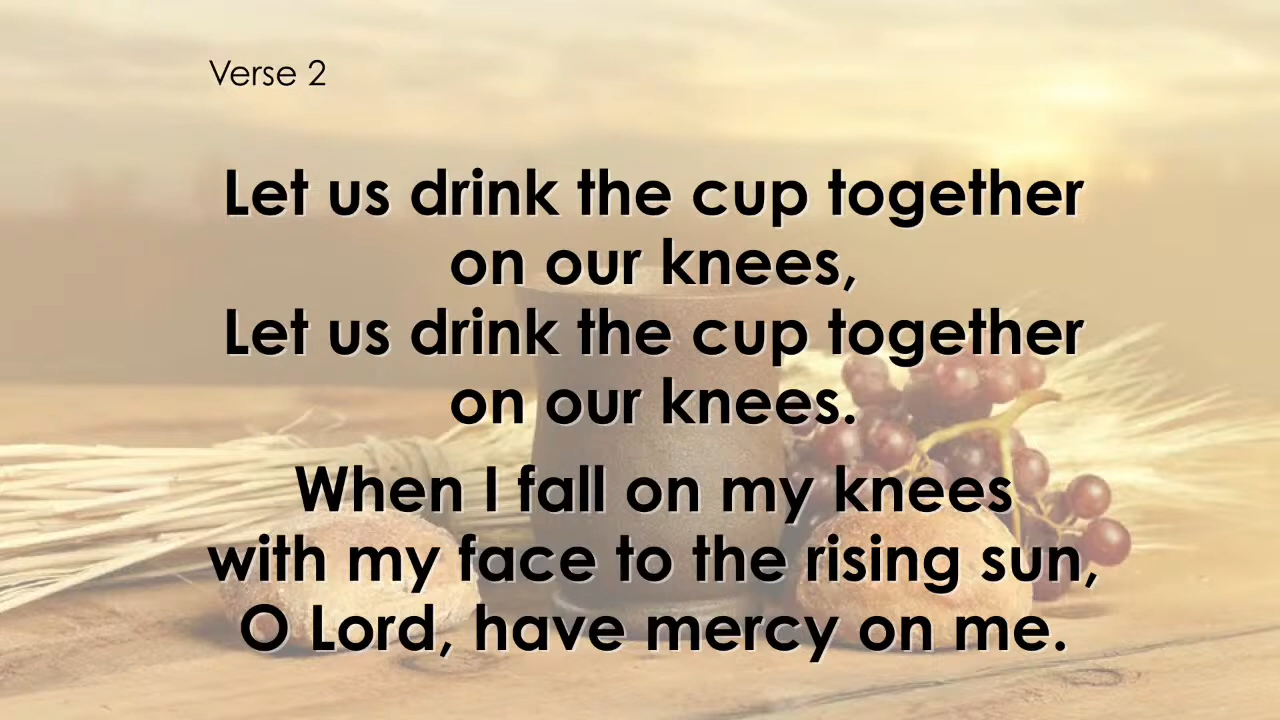 Verse 2
Let us drink the cup together
on our knees,
Let us drink the cup together
on our knees.
When I fall on my knees
with my face to the rising sun,
O Lord, have mercy on me.